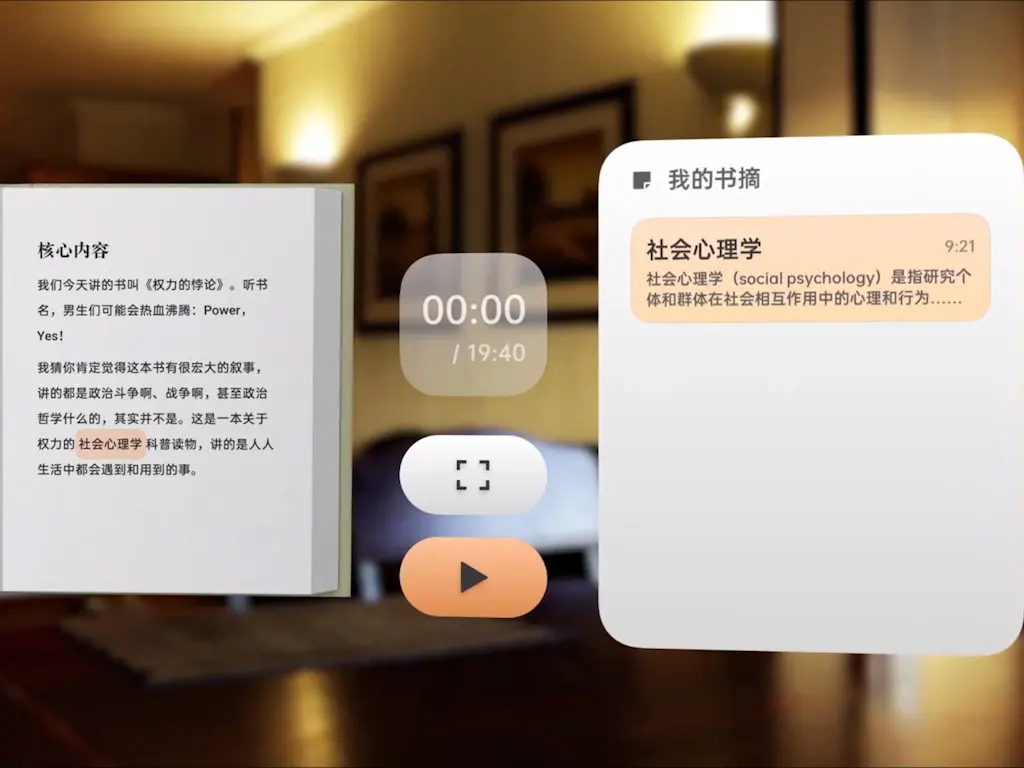 核心内容
我们今天讲的书叫《权力的悖论》。听书
名，男生们可能会热血沸腾：Power，
Yes！
我猜你肯定觉得这本书有很宏大的叙事，
讲的都是政治斗争啊、战争啊，甚至政治
哲学什么的，其实并不是。这是一本关于
权力的社会心理学科普读物，讲的是人人
生活中都会遇到和用到的事。
00:00
/ 19:40
我的书摘
社会心理学
9:21
社会心理学（social psychology）是指研究个
体和群体在社会相互作用中的心理和行为……